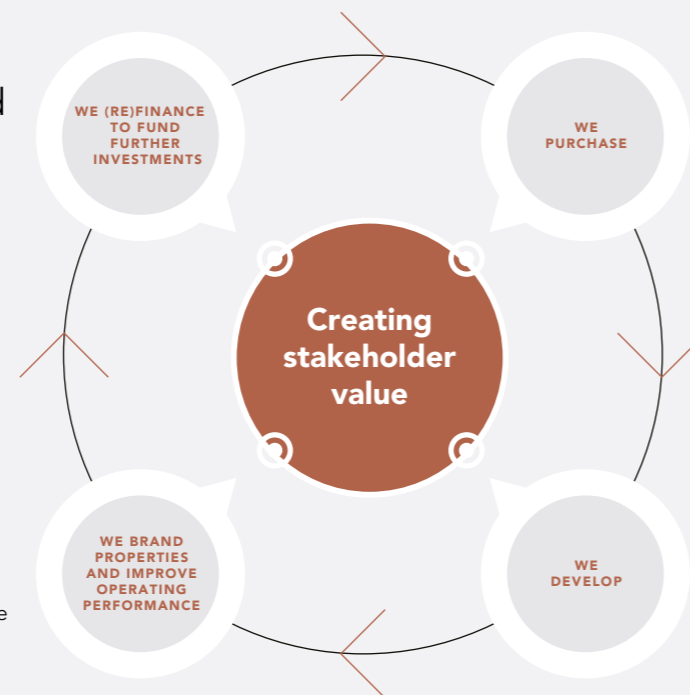 WE (RE)FINANCE
TO FUND
FURTHER
INVESTMENTS
WE
PURCHASE
Creating
stakeholder
value
WE BRAND
PROPERTIES
AND IMPROVE
OPERATING
PERFORMANCE
WE
DEVELOP